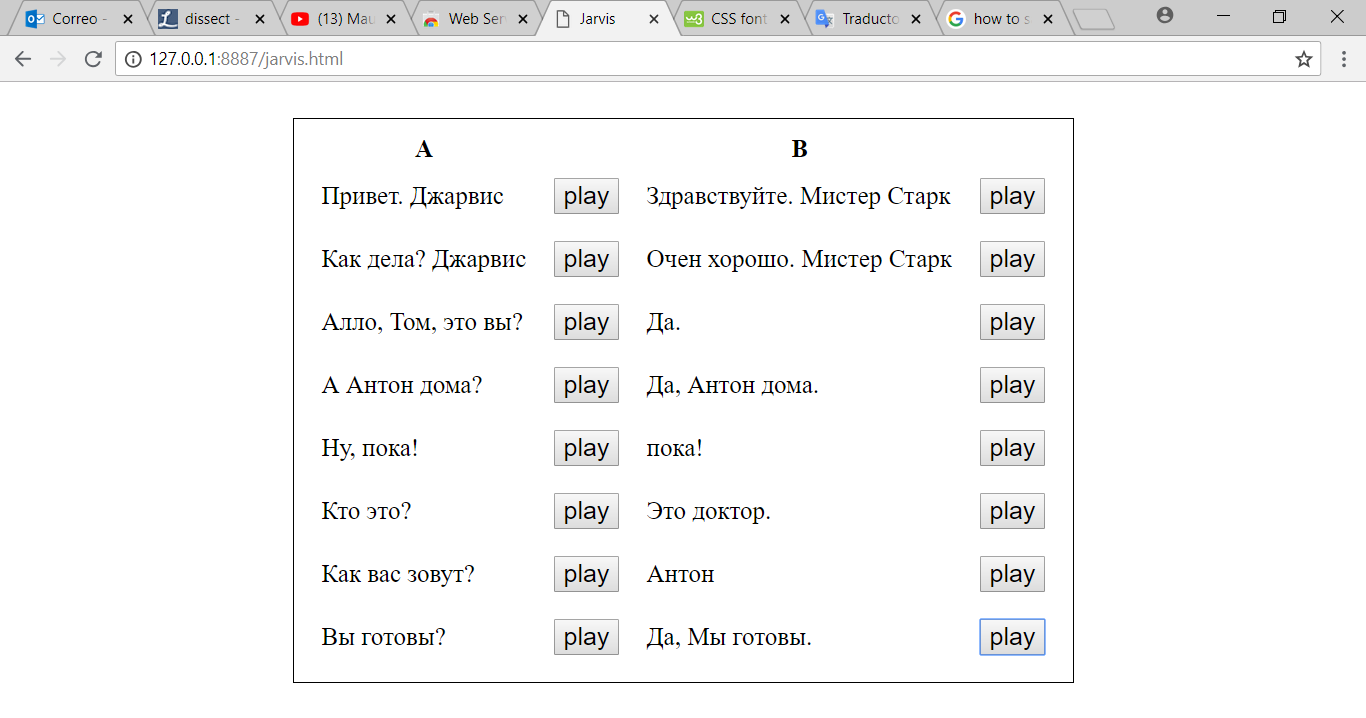 Correo -
dissect -
(13) Mau
Web Ser
Jarvis
CSS font
Traducto
how to s
127.0.0.1:8887/jarvis.html
A B
Привет. Джарвис play Здравствуйте. Мистер Старк play
Как дела? Джарвис play Очен хорошо. Мистер Старк play
Алло, Том, это вы? play Да. play
А Антон дома? play Да, Антон дома. play
Ну, пока! play пока! play
Кто это? play Это доктор. play
Как вас зовут? play Антон play
Вы готовы? play Да, Мы готовы. play